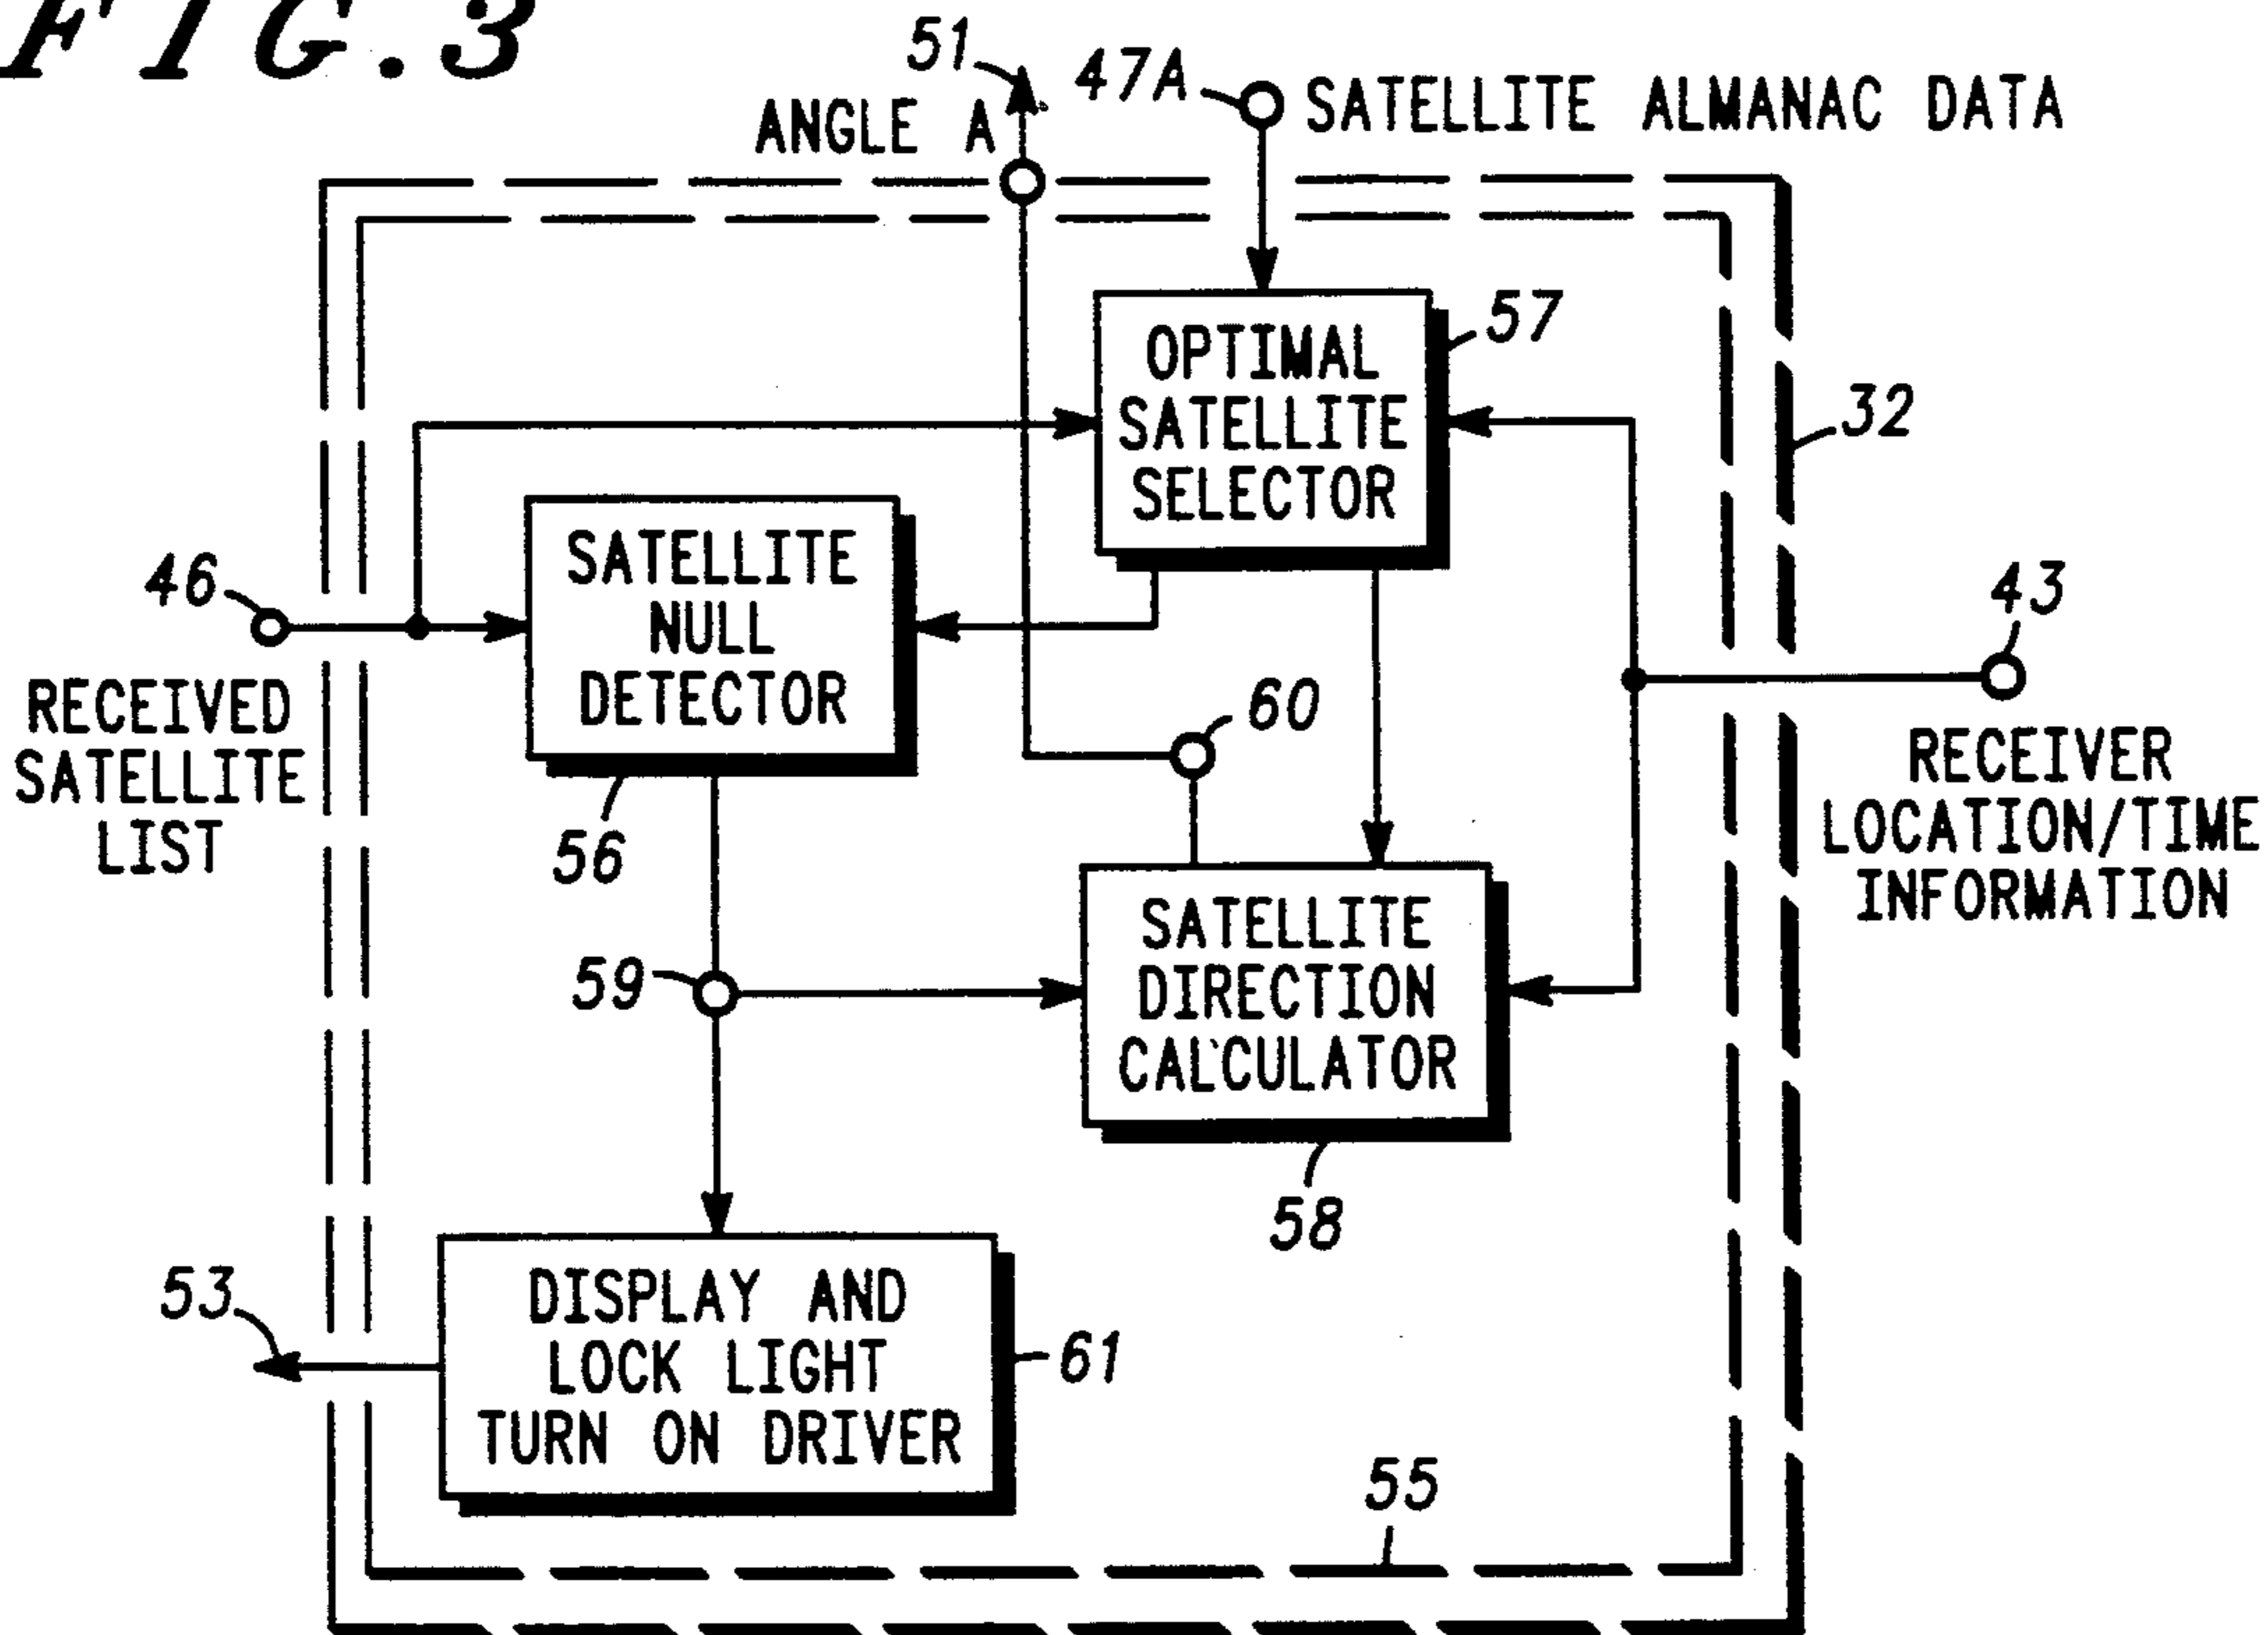 FIG.3
51
47A
SATELLITE ALMANAC DATA
ANGLE A
57
OPTIMAL
SATELLITE
SELECTOR
32
46
SATELLITE
NULL
DETECTOR
43
RECEIVED
SATELLITE
LIST
60
RECEIVER
LOCATION/TIME
INFORMATION
56
59
SATELLITE
DIRECTION
CALCULATOR
58
53
DISPLAY AND
LOCK LIGHT
TURN ON DRIVER
61
55